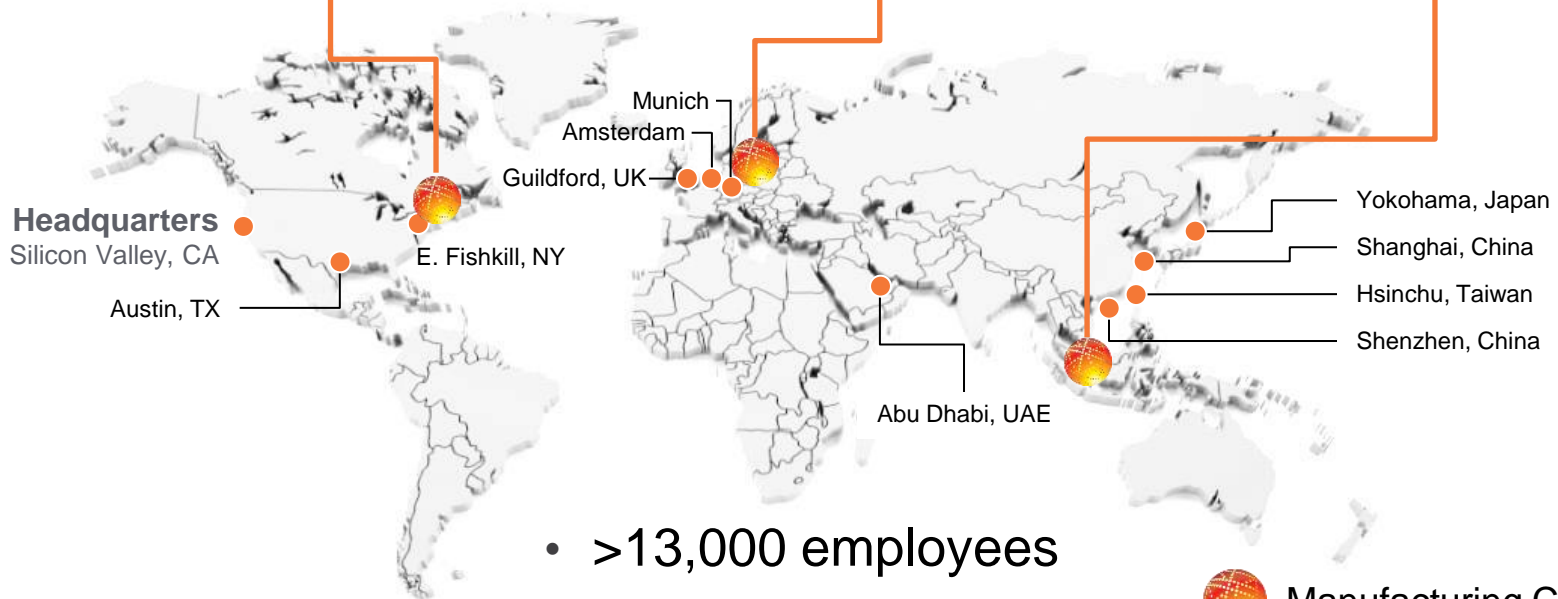 Munich
Amsterdam
Guildford, UK
Headquarters
Silicon Valley, CA
E. Fishkill, NY
Austin, TX
Yokohama, Japan
Shanghai, China
Hsinchu, Taiwan
Shenzhen, China
Abu Dhabi, UAE
• >13,000 employees
Manufacturing